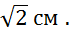 √2 см .